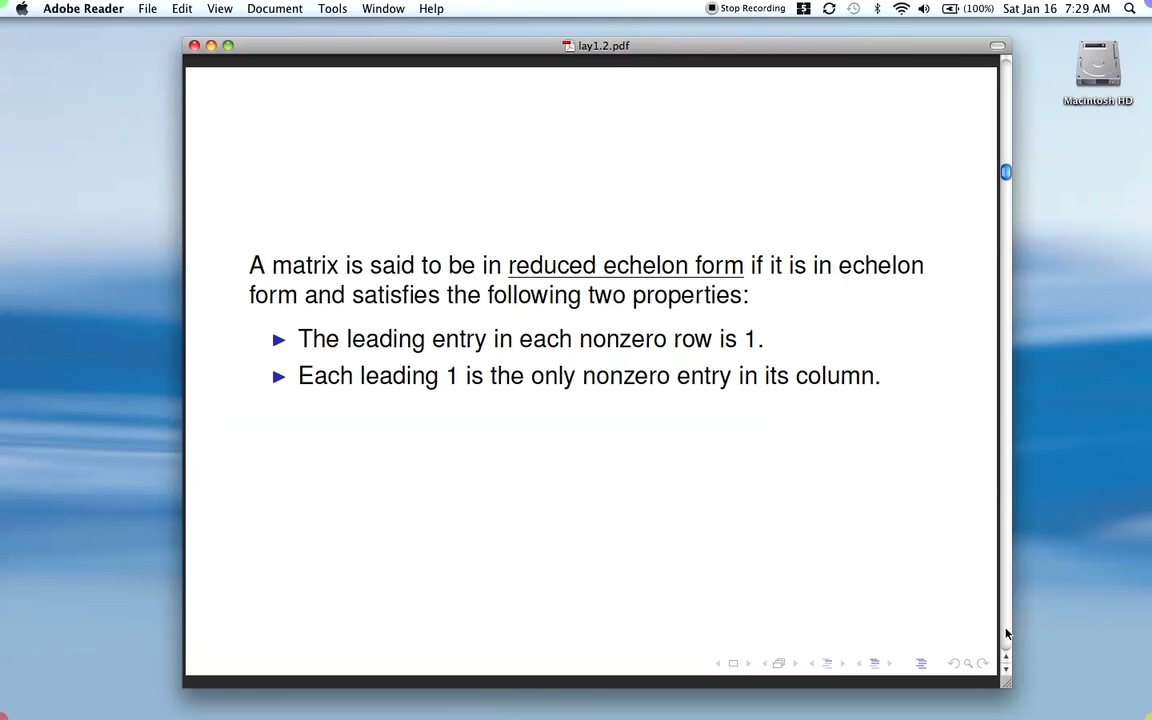 Adobe Reader File Edit View Document Tools Window Help Stop Recording (100%) Sat Jan 16 7:29 AM
lay1.2.pdf
Macintosh HD
A matrix is said to be in reduced echelon form if it is in echelon
form and satisfies the following two properties:
► The leading entry in each nonzero row is 1.
► Each leading 1 is the only nonzero entry in its column.